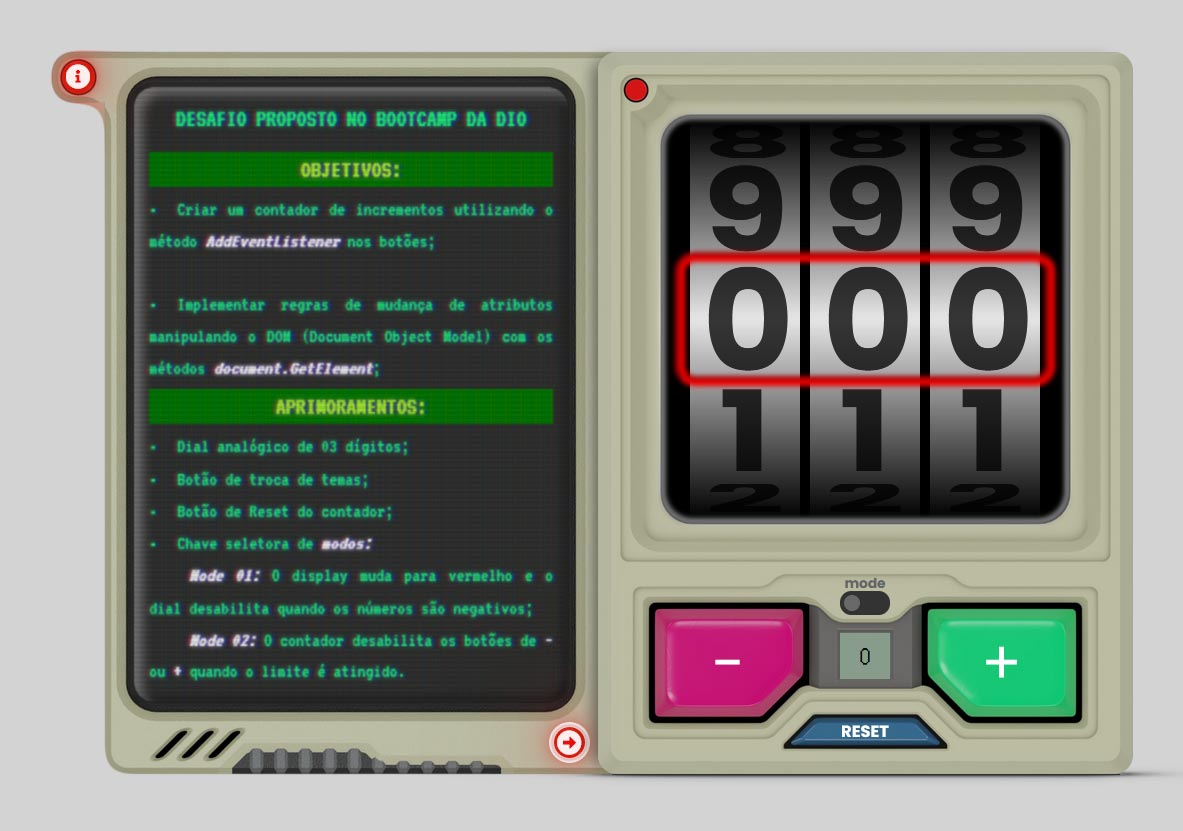 i
DESAFIO PROPOSTO NO BOOTCAMP DA DIO
OBJETIVOS:
- Criar um contador de incrementos utilizando o
método AddEventListener nos botões;
- Implementar regras de mudança de atributos
manipulando o DOM (Document Object Model) com os
métodos document.GetElement;
APRIMORAMENTOS:
- Dial analógico de 03 dígitos;
- Botão de troca de temas;
- Botão de Reset do contador;
- Chave seletora de modos:
Mode 01: O display muda para vermelho e o
dial desabilita quando os números são negativos;
Mode 02: O contador desabilita os botões de -
ou + quando o limite é atingido.
8 8 8
9 9 9
0 0 0
1 1 1
2 2 2
mode
- 0 +
RESET